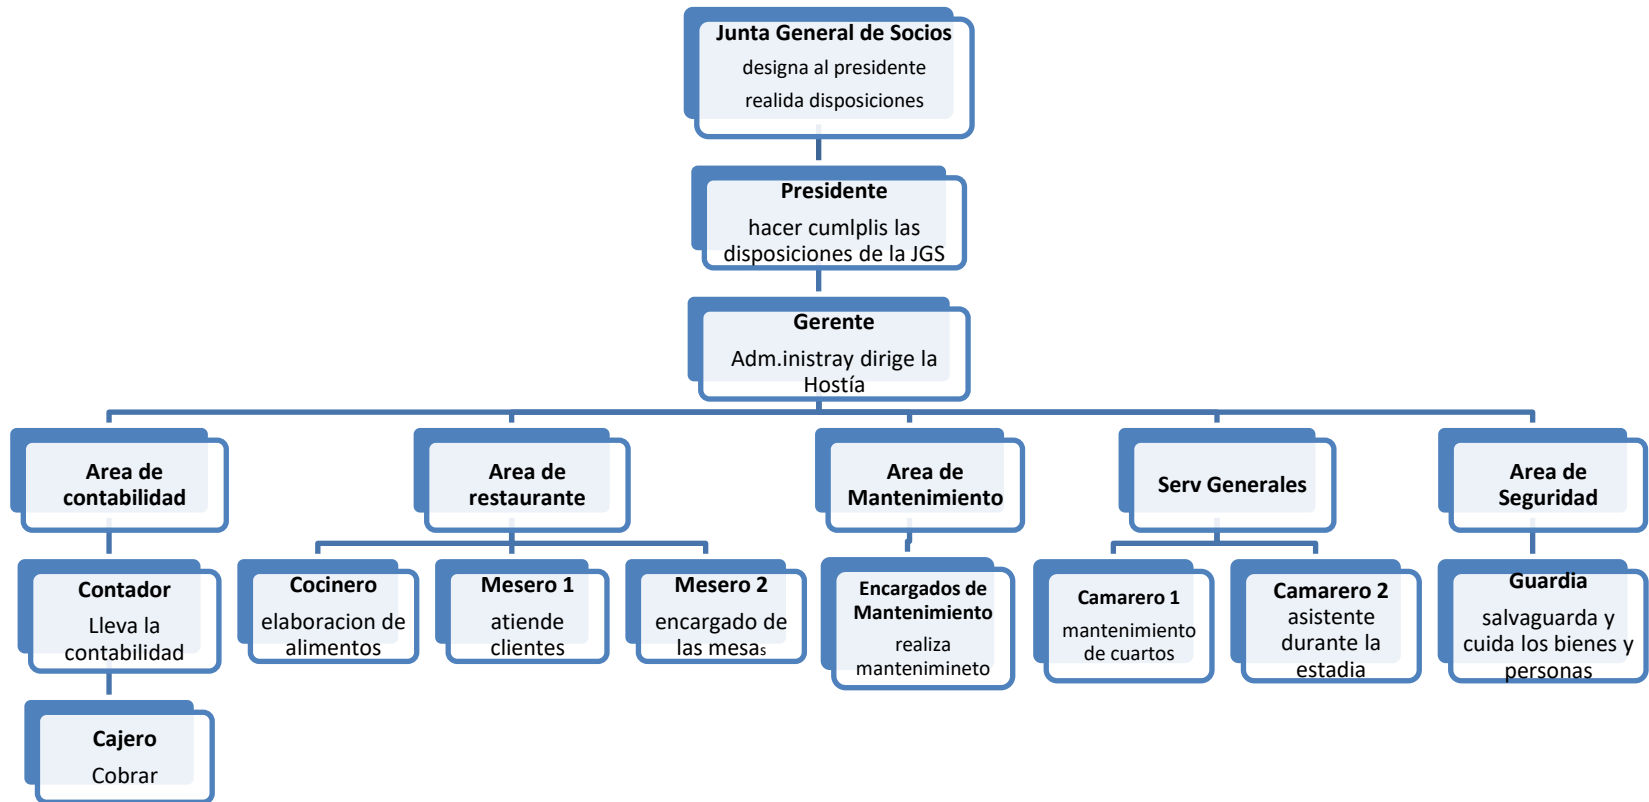 Junta General de Socios
designa al presidente
realida disposiciones
Presidente
hacer cumlplis las
disposiciones de la JGS
Gerente
Adm.inistray dirige la
Hostía
Area de
contabilidad
Area de
restaurante
Area de
Mantenimiento
Serv Generales
Area de
Seguridad
Contador
Lleva la
contabilidad
Cocinero
elaboracion de
alimentos
Mesero 1
atiende
clientes
Mesero 2
encargado de
las mesas
Encargados de
Mantenimiento
realiza
mantenimineto
Camarero 1
mantenimiento
de cuartos
Camarero 2
asistente
durante la
estadia
Guardia
salvaguarda y
cuida los bienes y
personas
Cajero
Cobrar